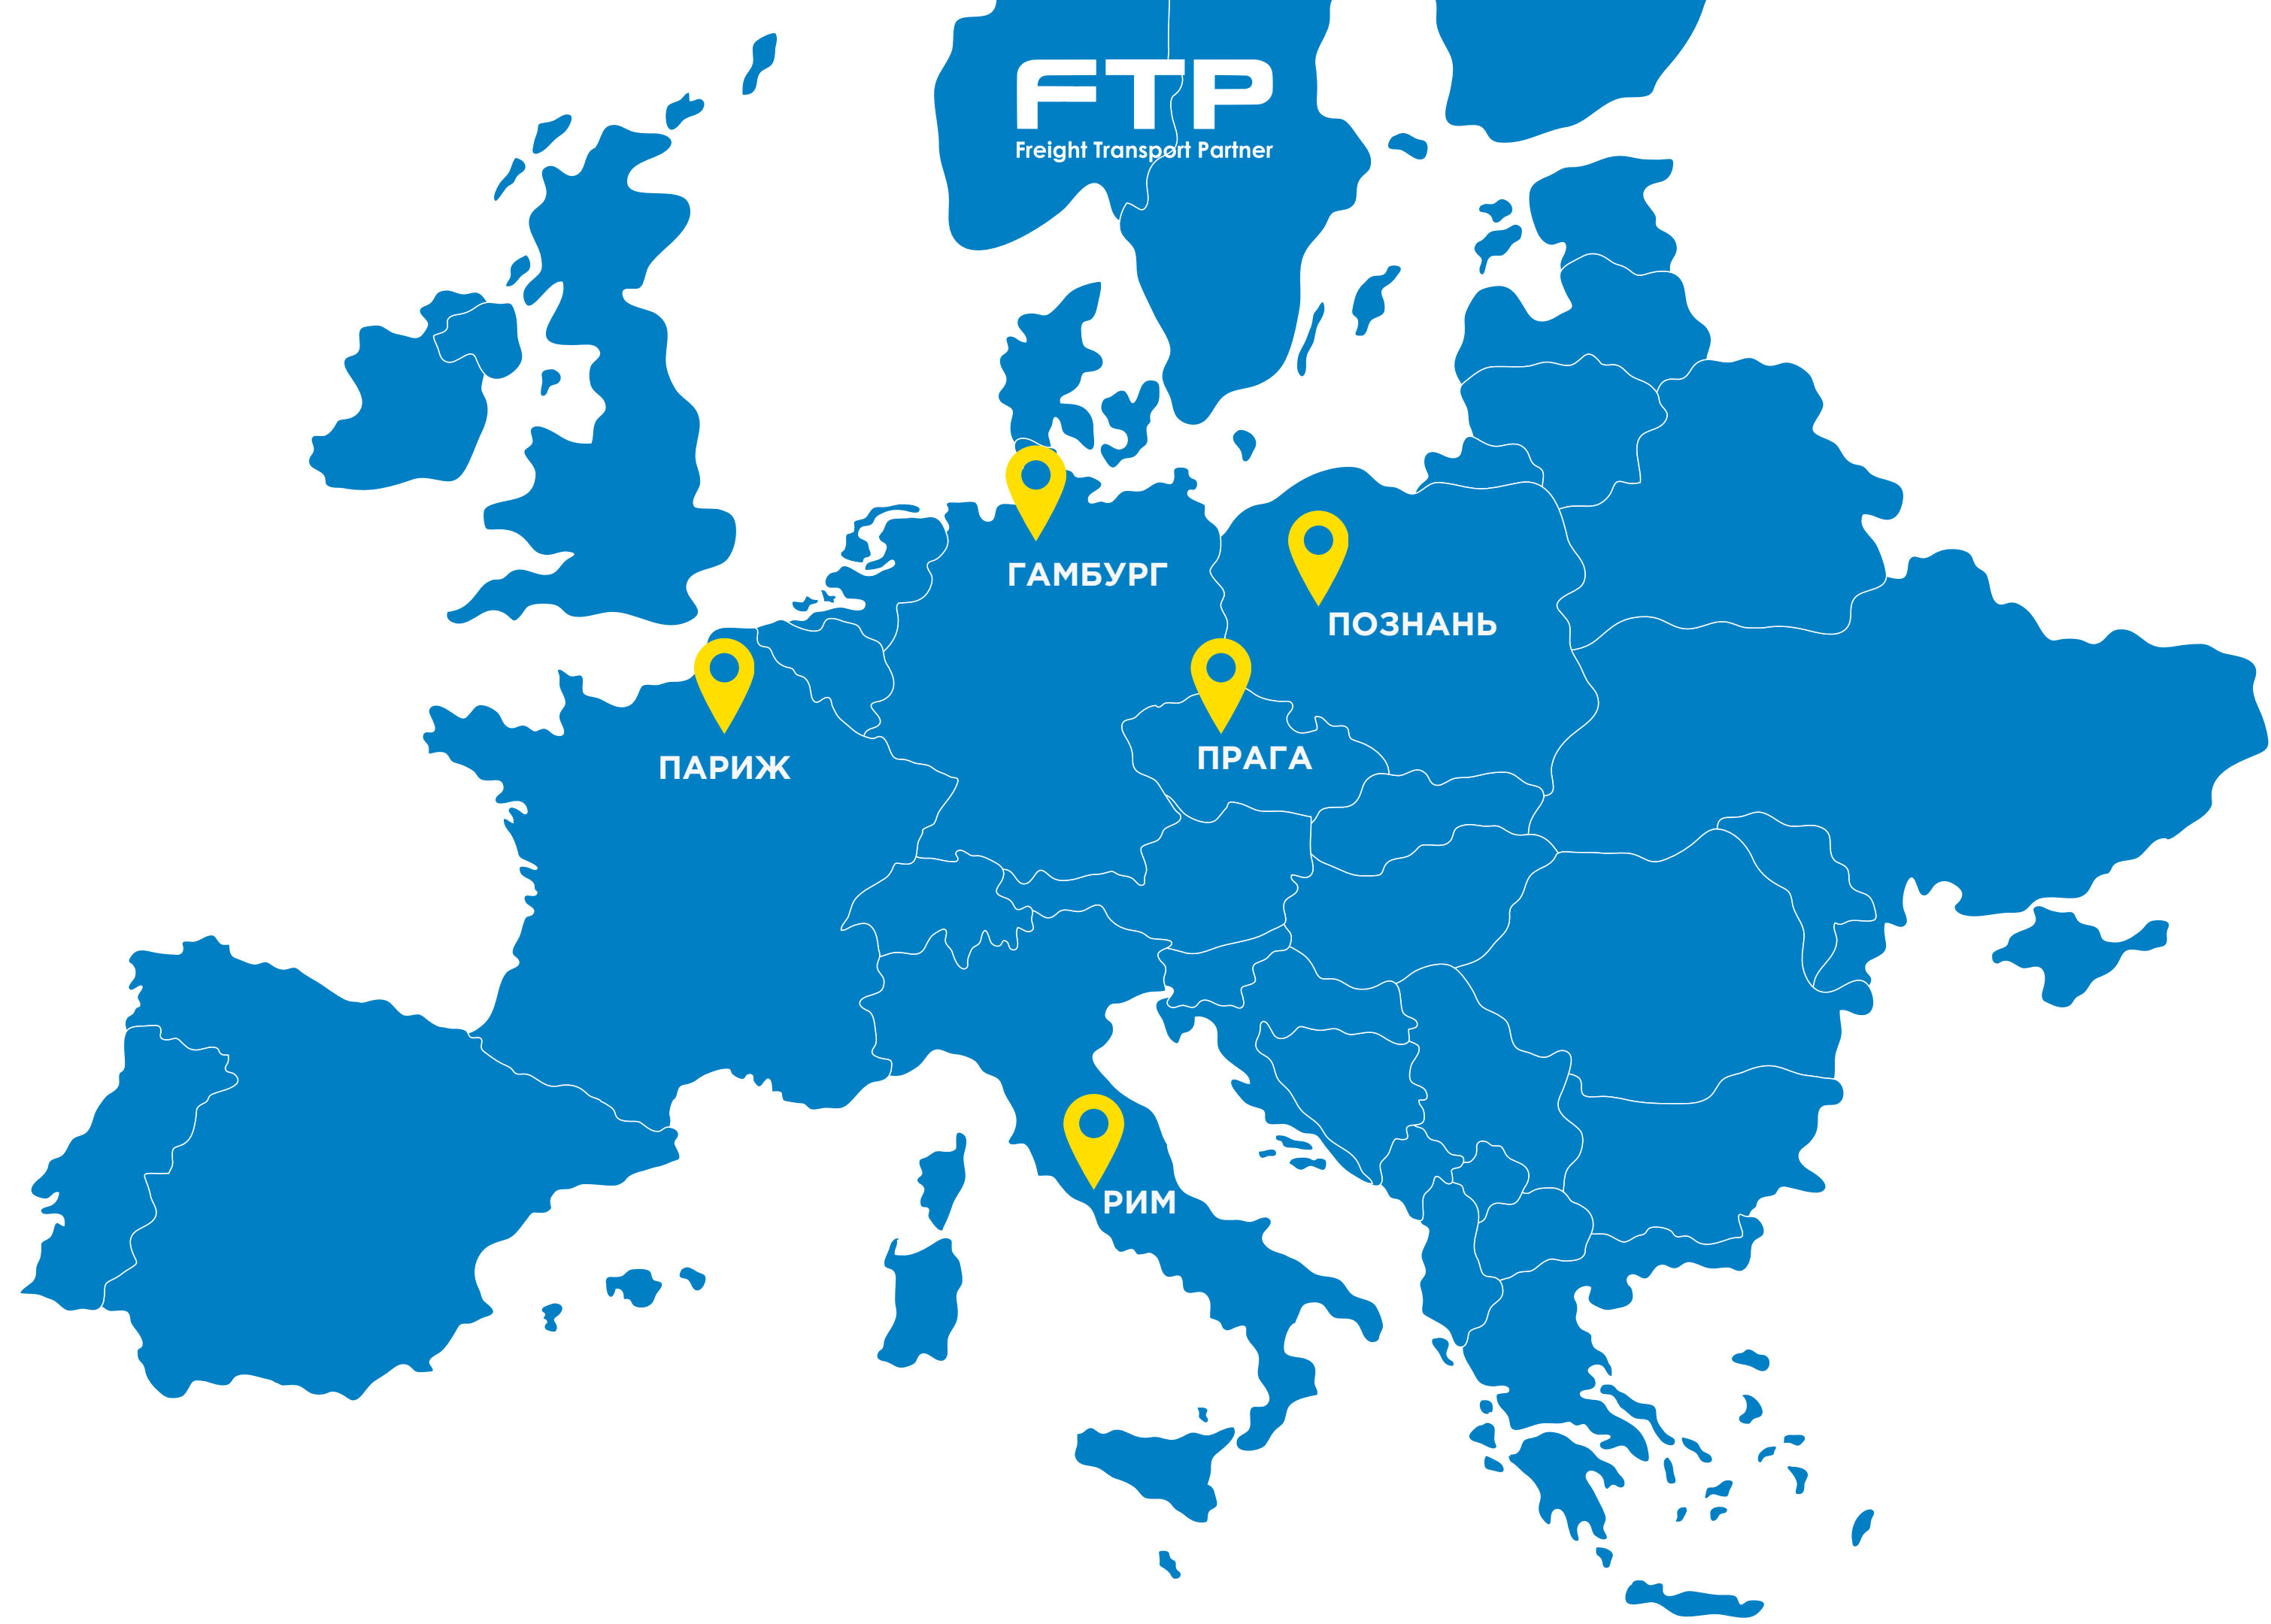 FTP
Freight Transport Partner
ГАМБУРГ
ПОЗНАНЬ
ПАРИЖ
ПРАГА
РИМ